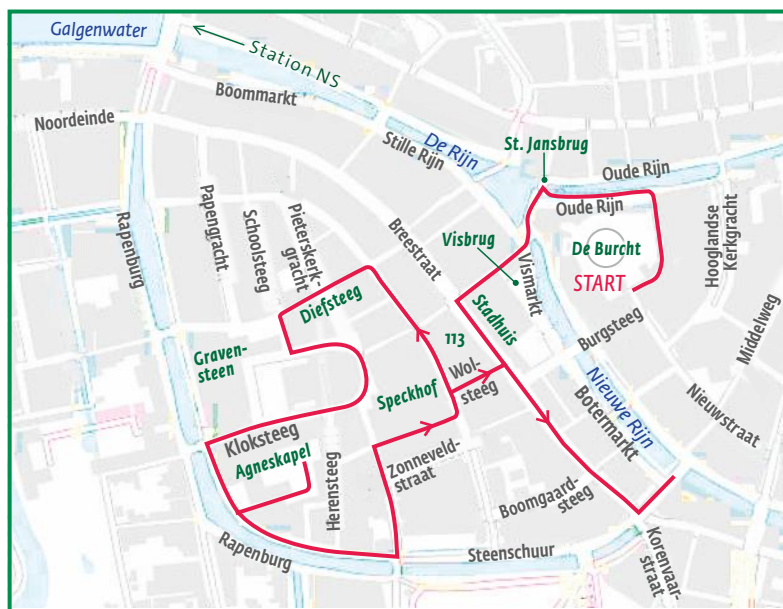 Galgenwater
Station NS
Boommarkt
Noordeinde
De Rijn
Stille Rijn
St. Jansbrug
Oude Rijn
Oude Rijn
Rapenburg
Papengracht
Schoolsteeg
Pieterskerk-
gracht
Breestraat
Visbrug
Vismarkt
De Burcht
START
Hooglandse
Kerkgracht
Middelweg
Diefsteeg
113
Stadhuis
Burgsteeg
Graven-
steen
Wol-
steeg
Speckhof
Nieuwe Rijn
Botermarkt
Nieuwstraat
Kloksteeg
Agneskapel
Herensteeg
Zonneveld-
straat
Boomgaard-
steeg
Rapenburg
Steenschuur
Korenvaar-
straat